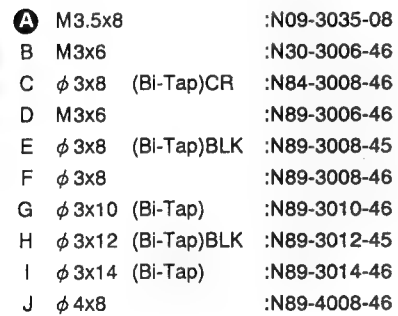 A M3.5x8 :N09-3035-08
B M3x6 :N30-3006-46
C ϕ3x8 (Bi-Tap)CR :N84-3008-46
D M3x6 :N89-3006-46
E ϕ3x8 (Bi-Tap)BLK :N89-3008-45
F ϕ3x8 :N89-3008-46
G ϕ3x10 (Bi-Tap) :N89-3010-46
H ϕ3x12 (Bi-Tap)BLK :N89-3012-45
I ϕ3x14 (Bi-Tap) :N89-3014-46
J ϕ4x8 :N89-4008-46